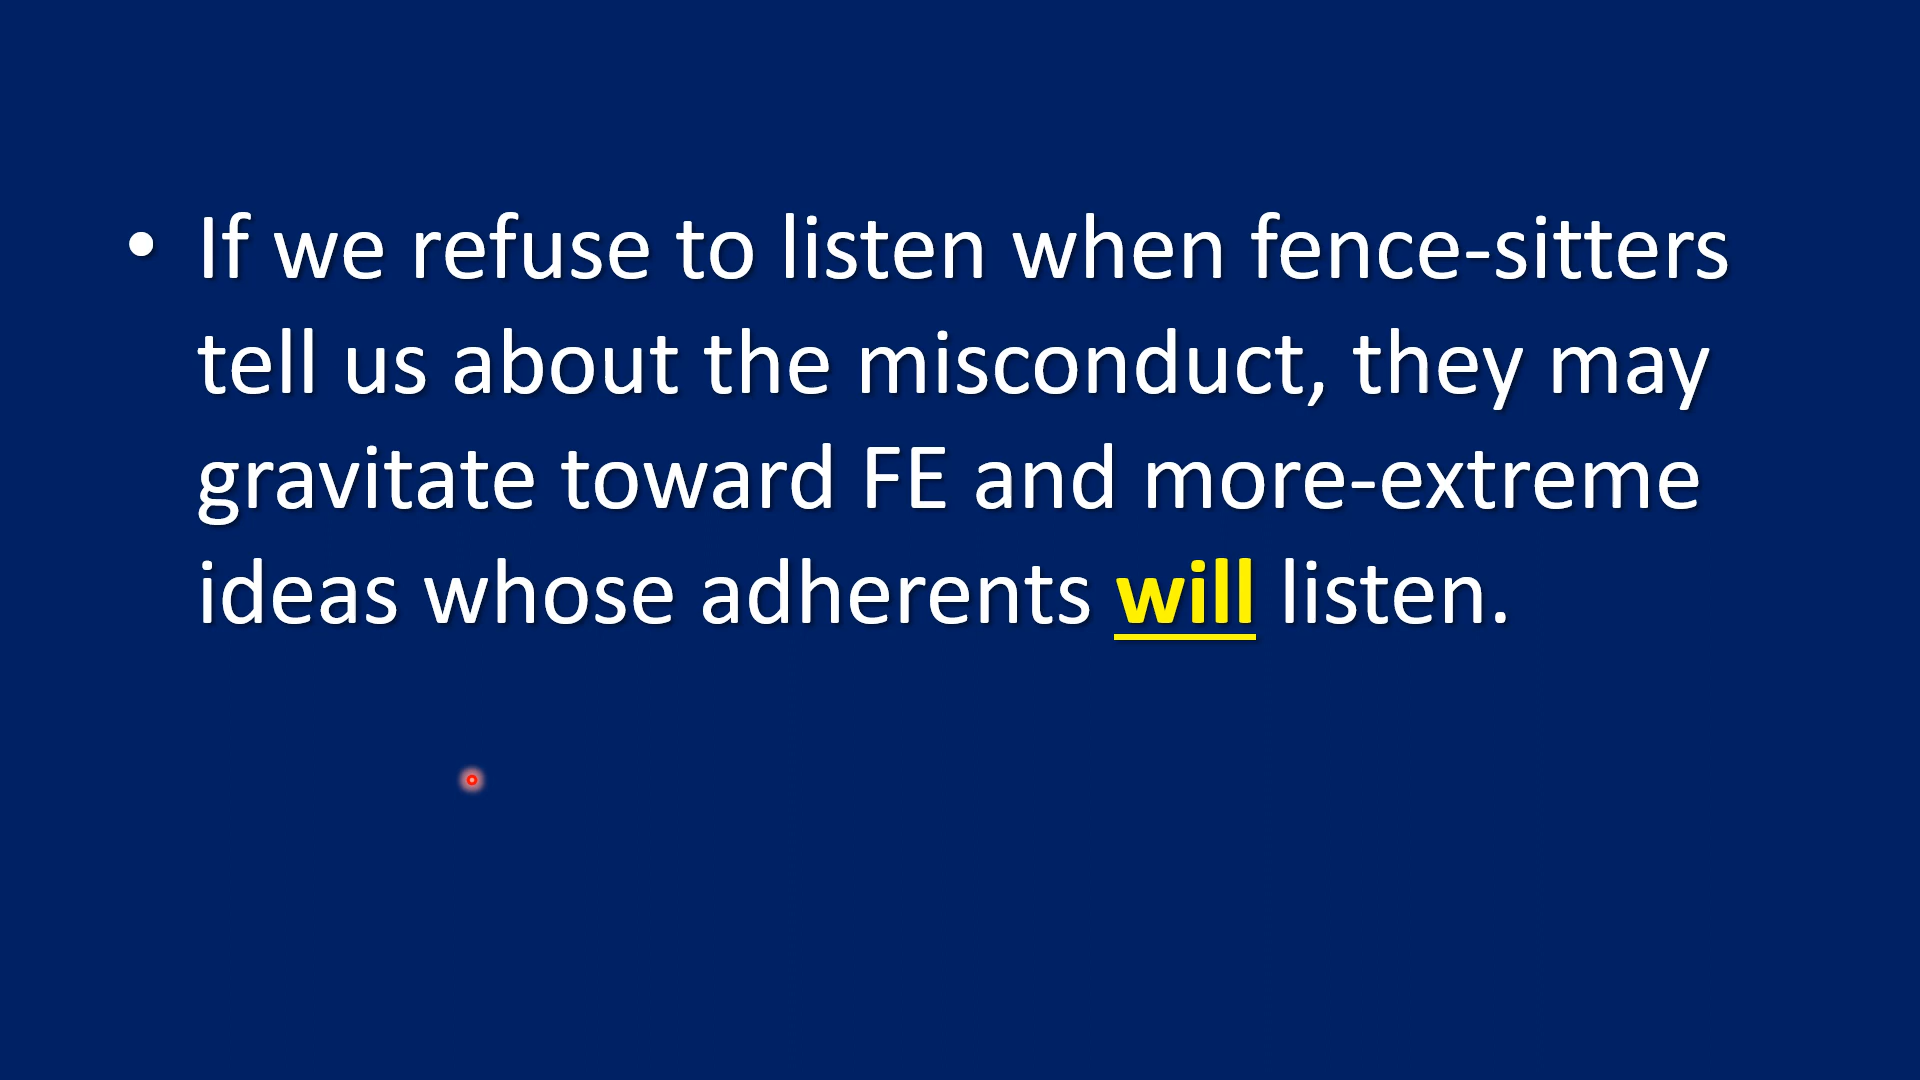 • If we refuse to listen when fence-sitters
tell us about the misconduct, they may
gravitate toward FE and more-extreme
ideas whose adherents will listen.